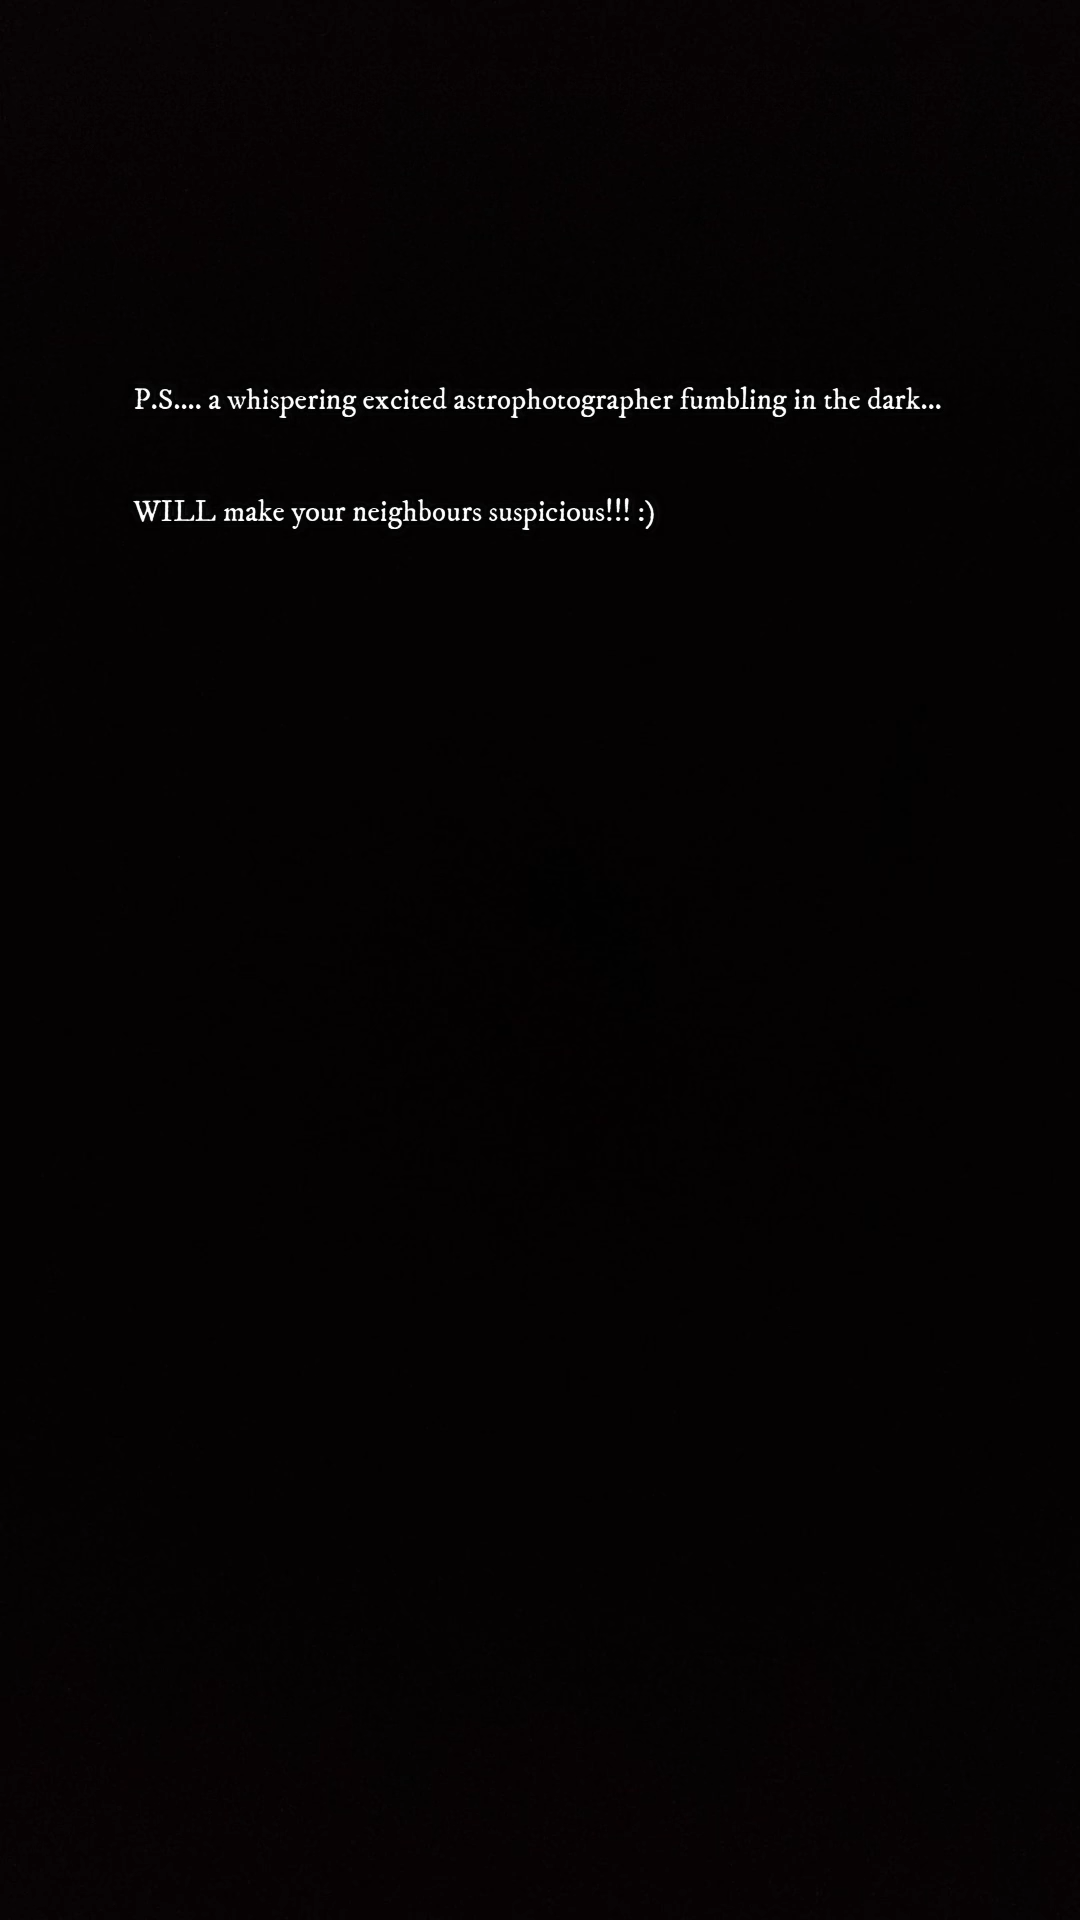 P.S.... a whispering excited astrophotographer fumbling in the dark...
WILL make your neighbours suspicious!!! :)